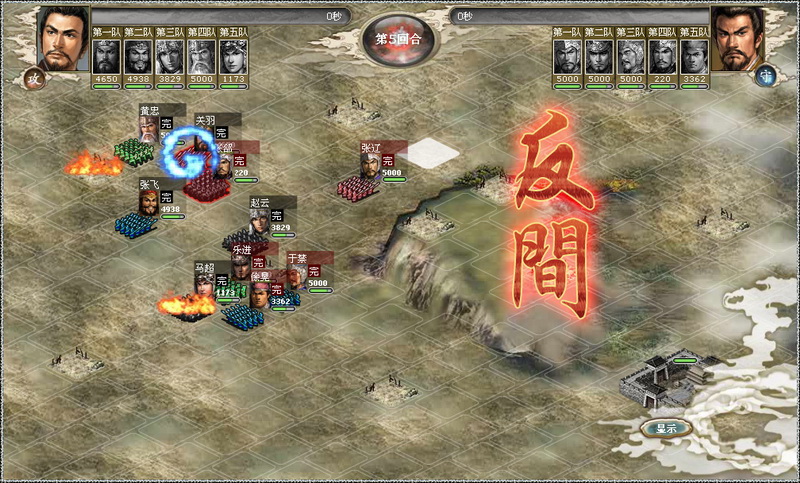 0秒
0秒
第一队 第二队 第三队 第四队 第五队
第5回合
第一队 第二队 第三队 第四队 第五队
4650 4938 3829 5000 1173
5000 5000 5000 220 3362
攻
守
黄忠
完
关羽
完
完
220
张辽
完
5000
反間
张飞
完
4938
赵云
完
3829
乐进
完
于禁
完
5000
马超
完
1173
完
3362
显示